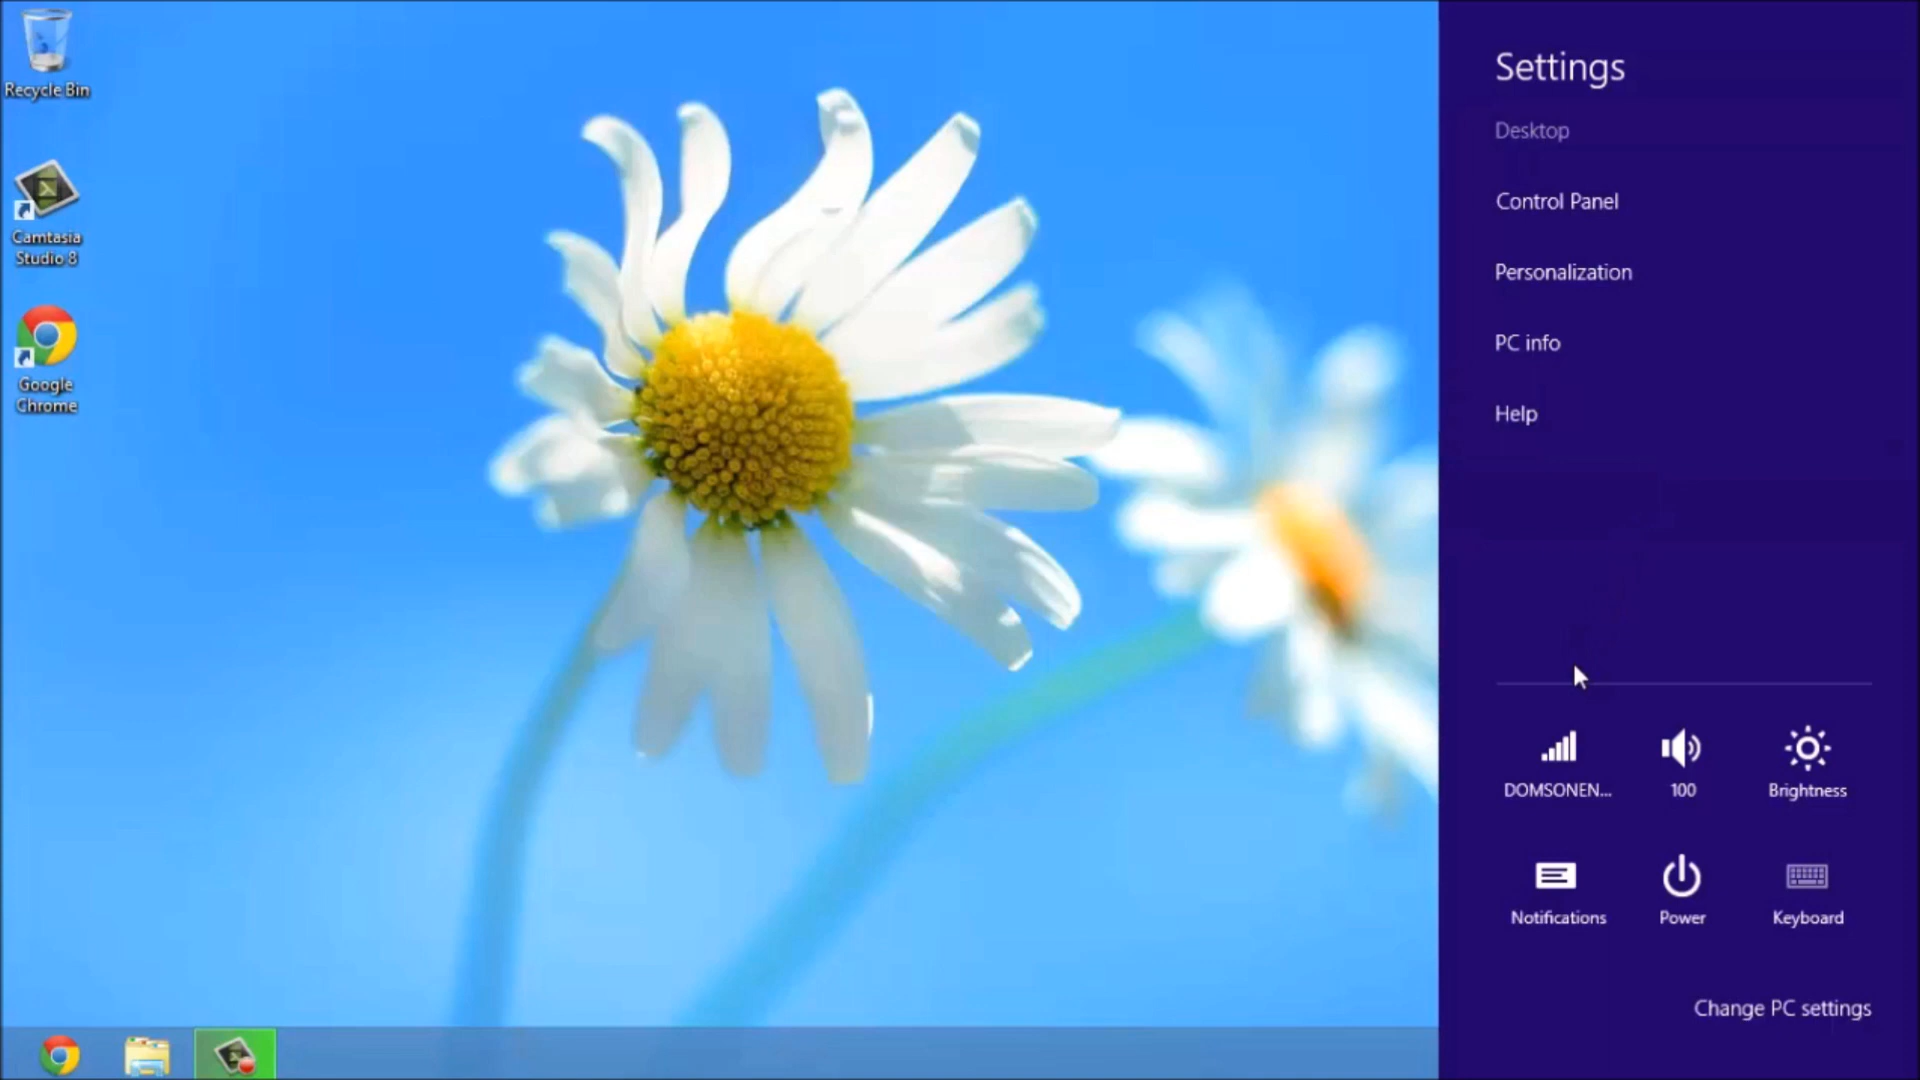 Recycle Bin
Camtasia
Studio 8
Google
Chrome
Settings
Desktop
Control Panel
Personalization
PC info
Help
DOMSONEN...
100
Brightness
Notifications
Power
Keyboard
Change PC settings